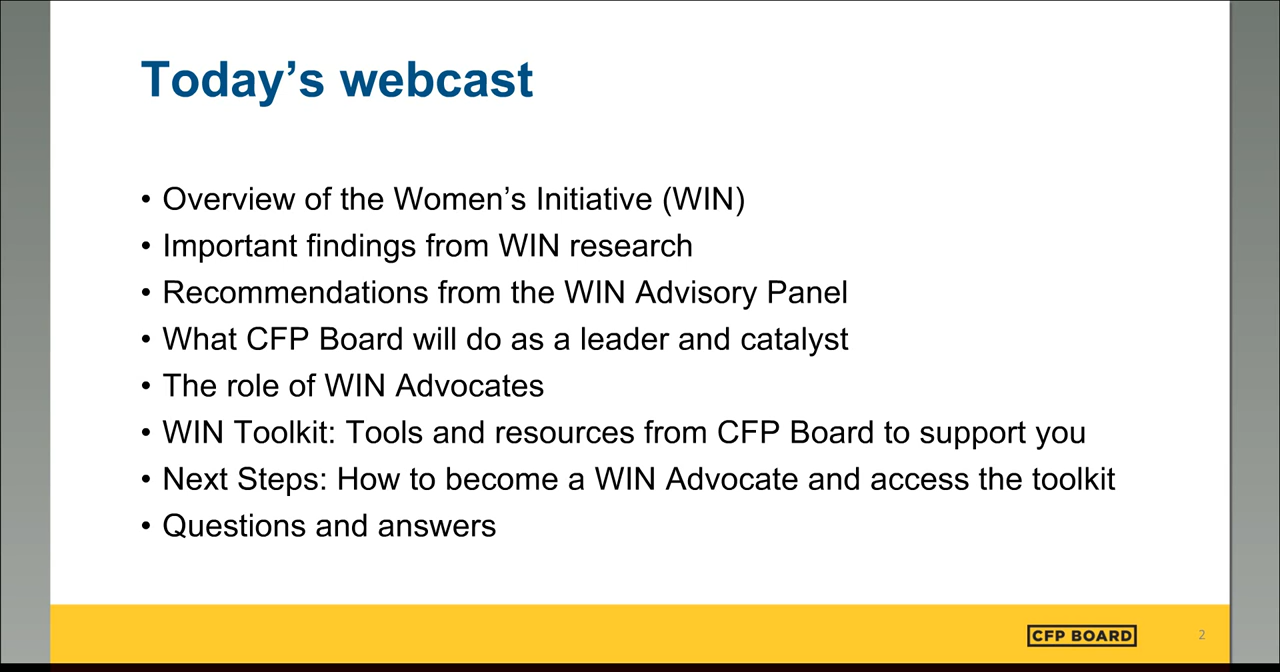 Today’s webcast
• Overview of the Women’s Initiative (WIN)
• Important findings from WIN research
• Recommendations from the WIN Advisory Panel
• What CFP Board will do as a leader and catalyst
• The role of WIN Advocates
• WIN Toolkit: Tools and resources from CFP Board to support you
• Next Steps: How to become a WIN Advocate and access the toolkit
• Questions and answers
CFP BOARD
2